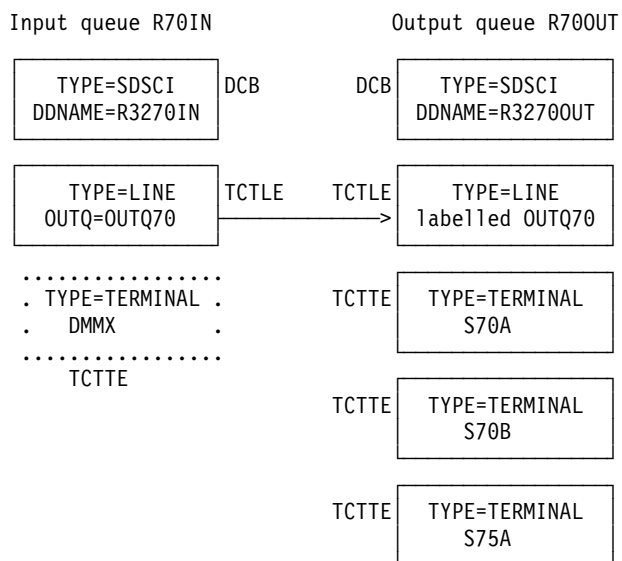 Input queue R70IN Output queue R70OUT
TYPE=SDSCI DCB DCB TYPE=SDSCI
DDNAME=R3270IN DDNAME=R3270OUT
TYPE=LINE TCTLE TCTLE TYPE=LINE
OUTQ=OUTQ70 labelled OUTQ70
. TYPE=TERMINAL . TCTTE TYPE=TERMINAL
. DMMX . S70A
TCTTE
TCTTE TYPE=TERMINAL
S70B
TCTTE TYPE=TERMINAL
S75A